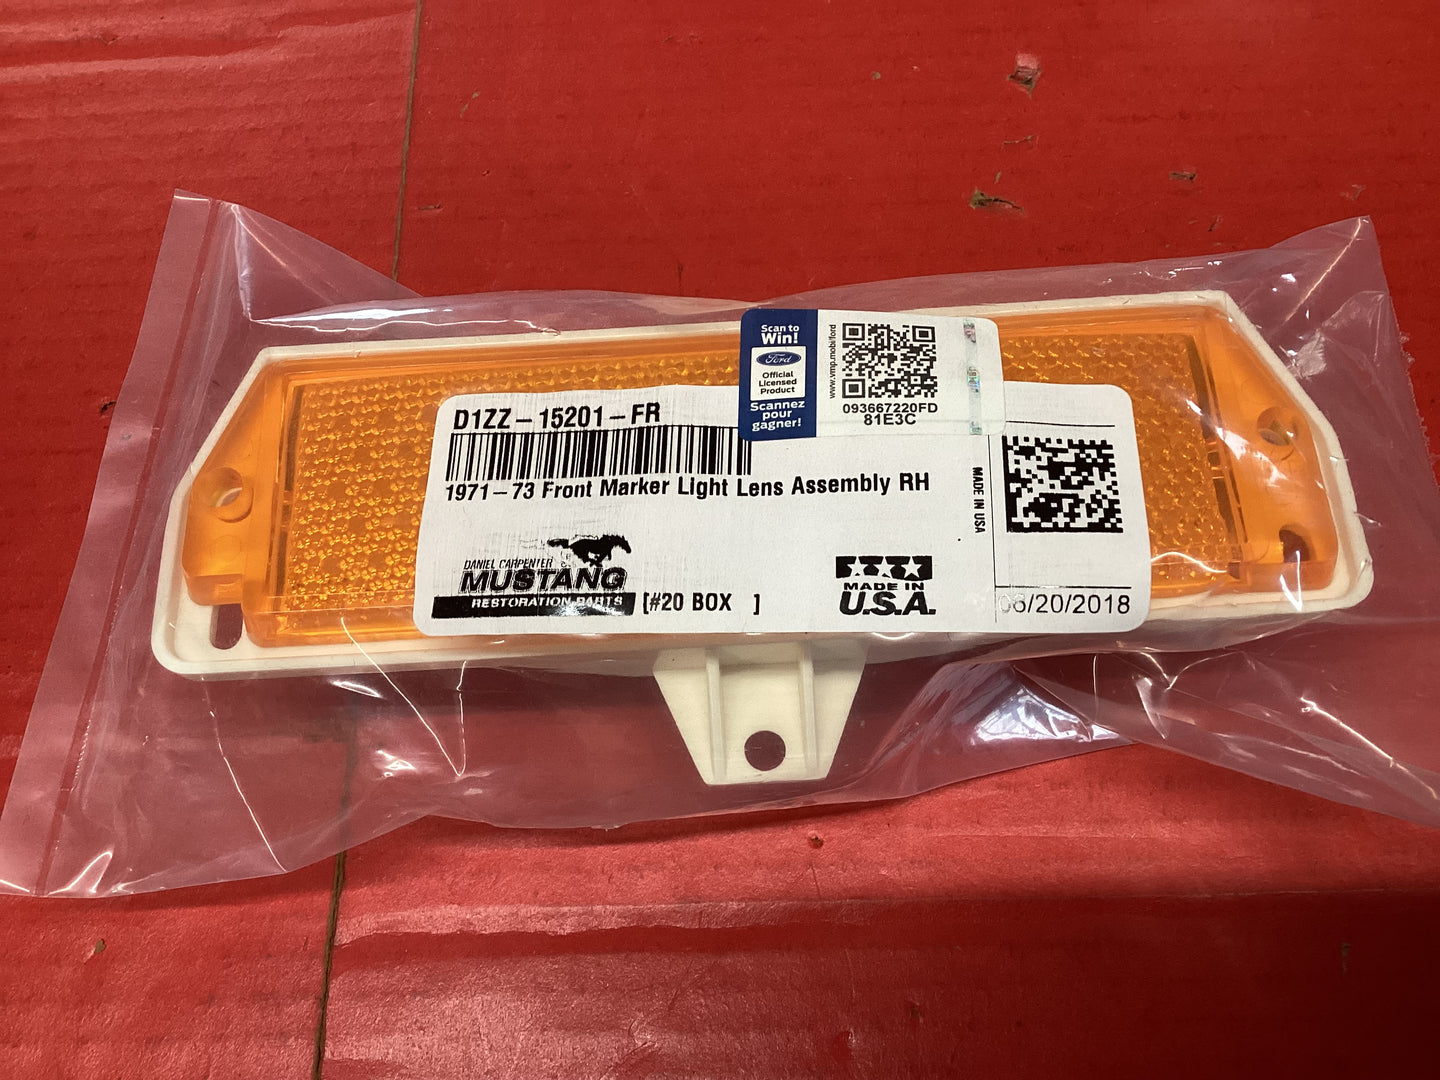 Scan to
Win!
Ford
Official
Licensed
Product
Scannez
pour
gagner!
www.vmp.mobi/ford
093667220FD
81E3C
D1ZZ-15201-FR
1971-73 Front Marker Light Lens Assembly RH
MADE IN USA
DANIEL CARPENTER
MUSTANG
RESTORATION PARTS
[#20 BOX ]
MADE IN
U.S.A.
06/20/2018